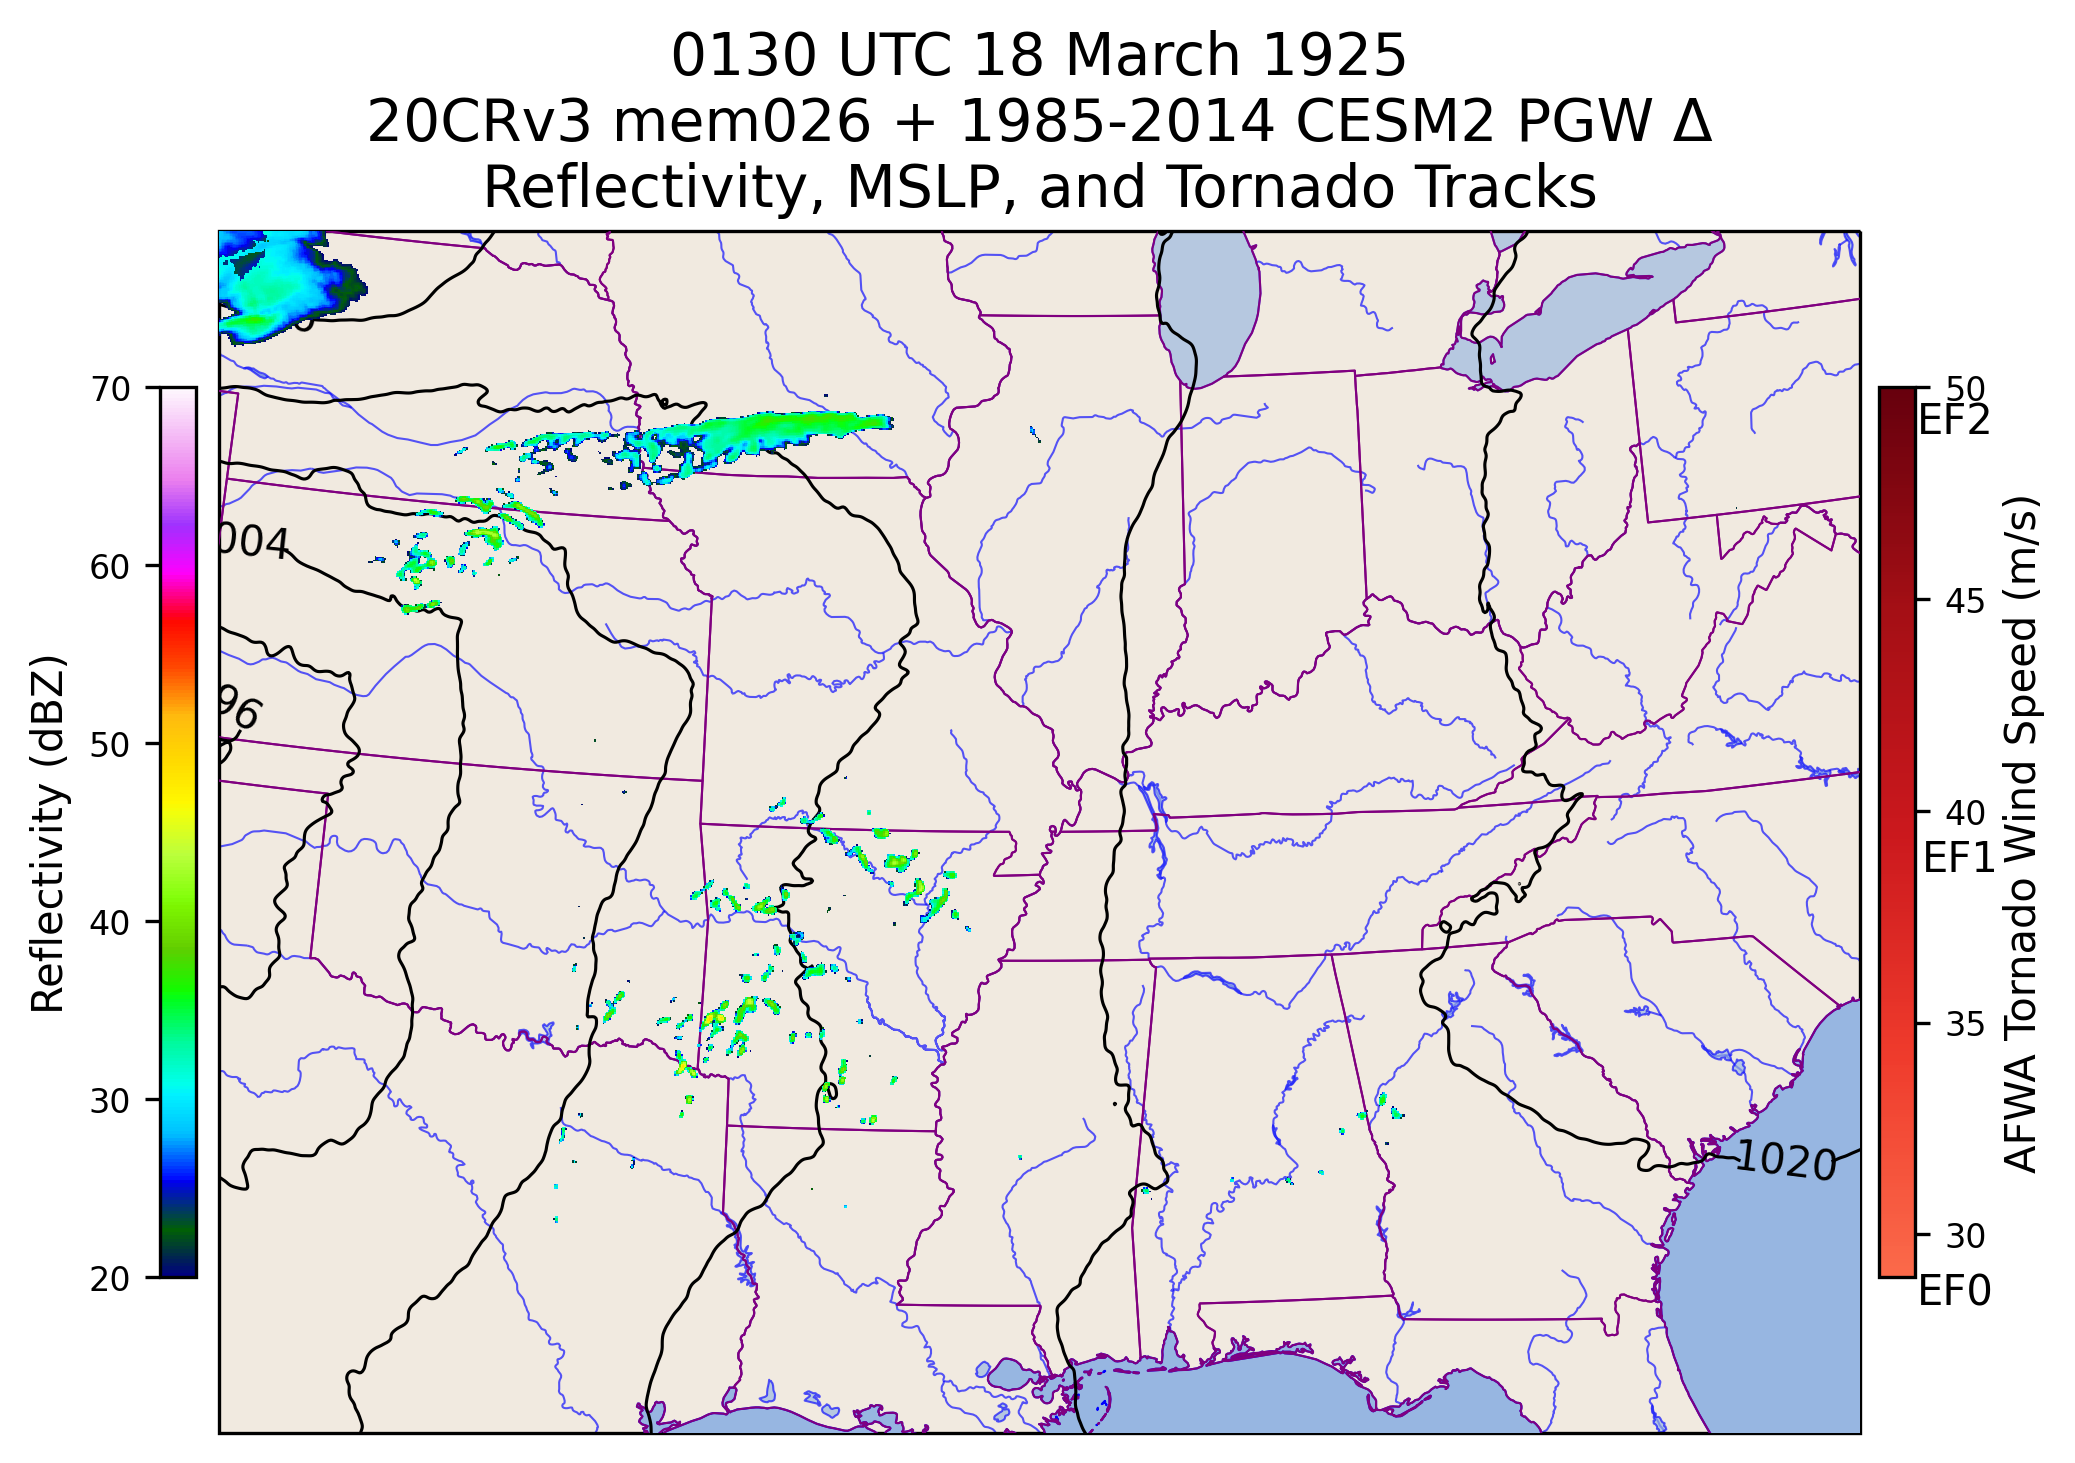 0130 UTC 18 March 1925
20CRv3 mem026 + 1985-2014 CESM2 PGW Δ
Reflectivity, MSLP, and Tornado Tracks
Reflectivity (dBZ)
70
60
50
40
30
20
004
96
1020
50
EF2
45
40
EF1
35
30
EF0
AFWA Tornado Wind Speed (m/s)